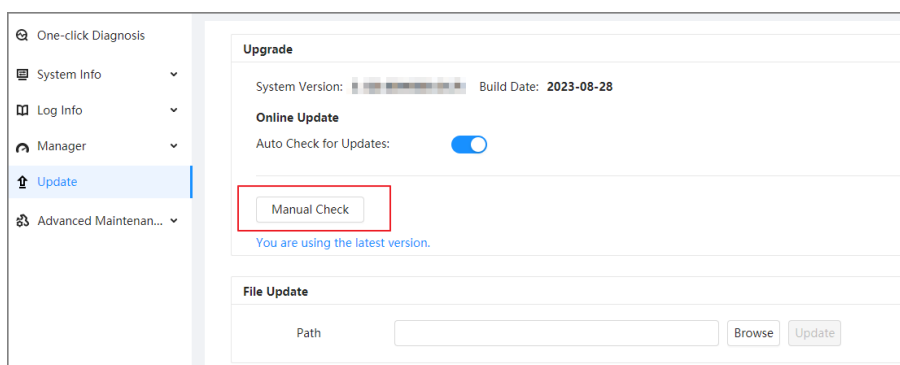 One-click Diagnosis
System Info
Log Info
Manager
Update
Advanced Maintenan...
Upgrade
System Version: Build Date: 2023-08-28
Online Update
Auto Check for Updates:
Manual Check
You are using the latest version.
File Update
Path Browse Update